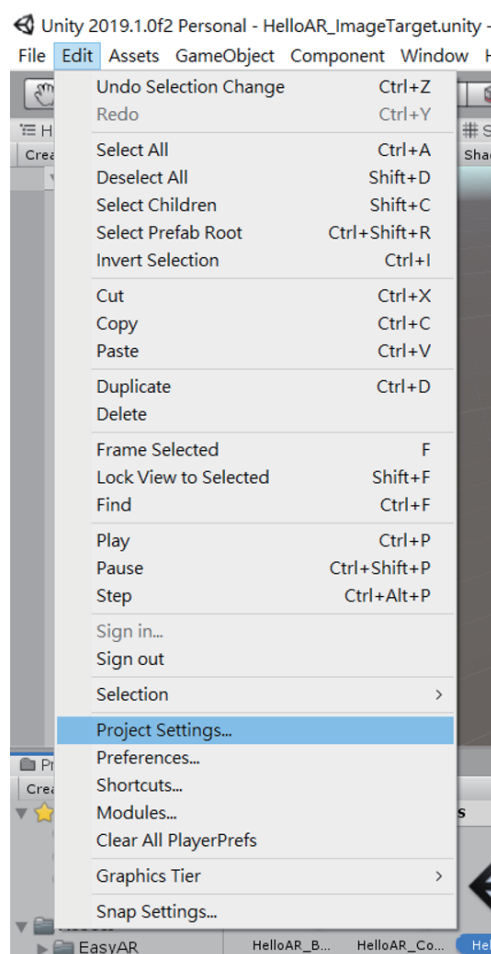 Unity 2019.1.0f2 Personal - HelloAR_ImageTarget.unity -
File Edit Assets GameObject Component Window
Undo Selection Change Ctrl+Z
Redo Ctrl+Y
Select All Ctrl+A
Deselect All Shift+D
Select Children Shift+C
Select Prefab Root Ctrl+Shift+R
Invert Selection Ctrl+I
Cut Ctrl+X
Copy Ctrl+C
Paste Ctrl+V
Duplicate Ctrl+D
Delete
Frame Selected F
Lock View to Selected Shift+F
Find Ctrl+F
Play Ctrl+P
Pause Ctrl+Shift+P
Step Ctrl+Alt+P
Sign in...
Sign out
Selection >
Project Settings...
Preferences...
Shortcuts...
Modules...
Clear All PlayerPrefs
Graphics Tier >
Snap Settings...
EasyAR HelloAR_B... HelloAR_Co... Hel